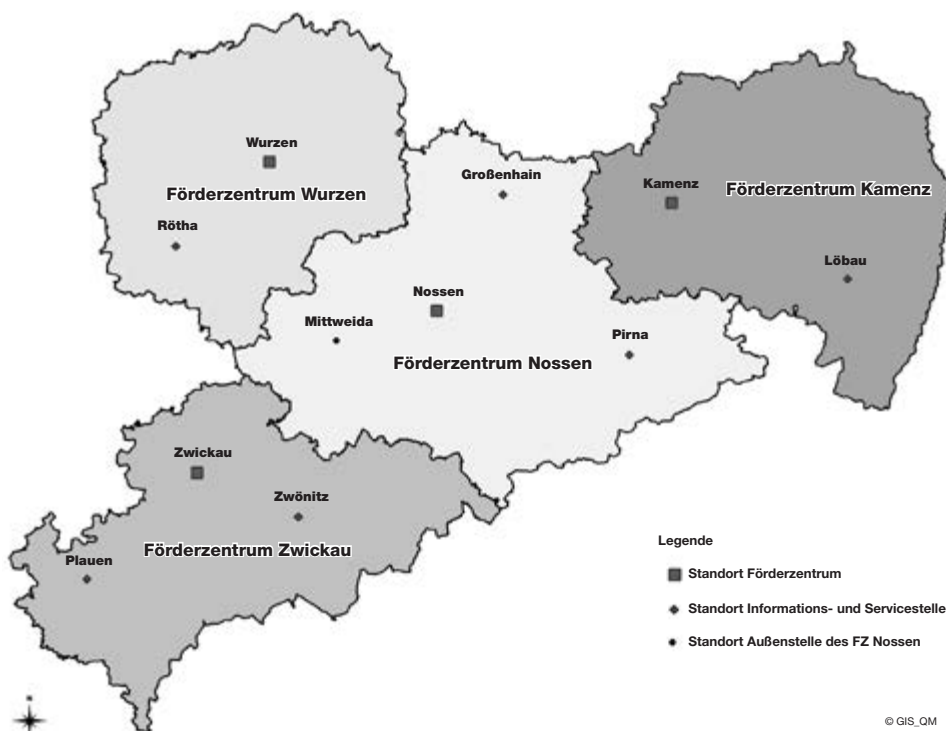 Wurzen
Förderzentrum Wurzen
Rötha
Großenhain
Kamenz
Förderzentrum Kamenz
Löbau
Nossen
Mittweida
Pirna
Förderzentrum Nossen
Zwickau
Zwönitz
Förderzentrum Zwickau
Plauen
Legende
Standort Förderzentrum
Standort Informations- und Servicestelle
Standort Außenstelle des FZ Nossen
© GIS_QM